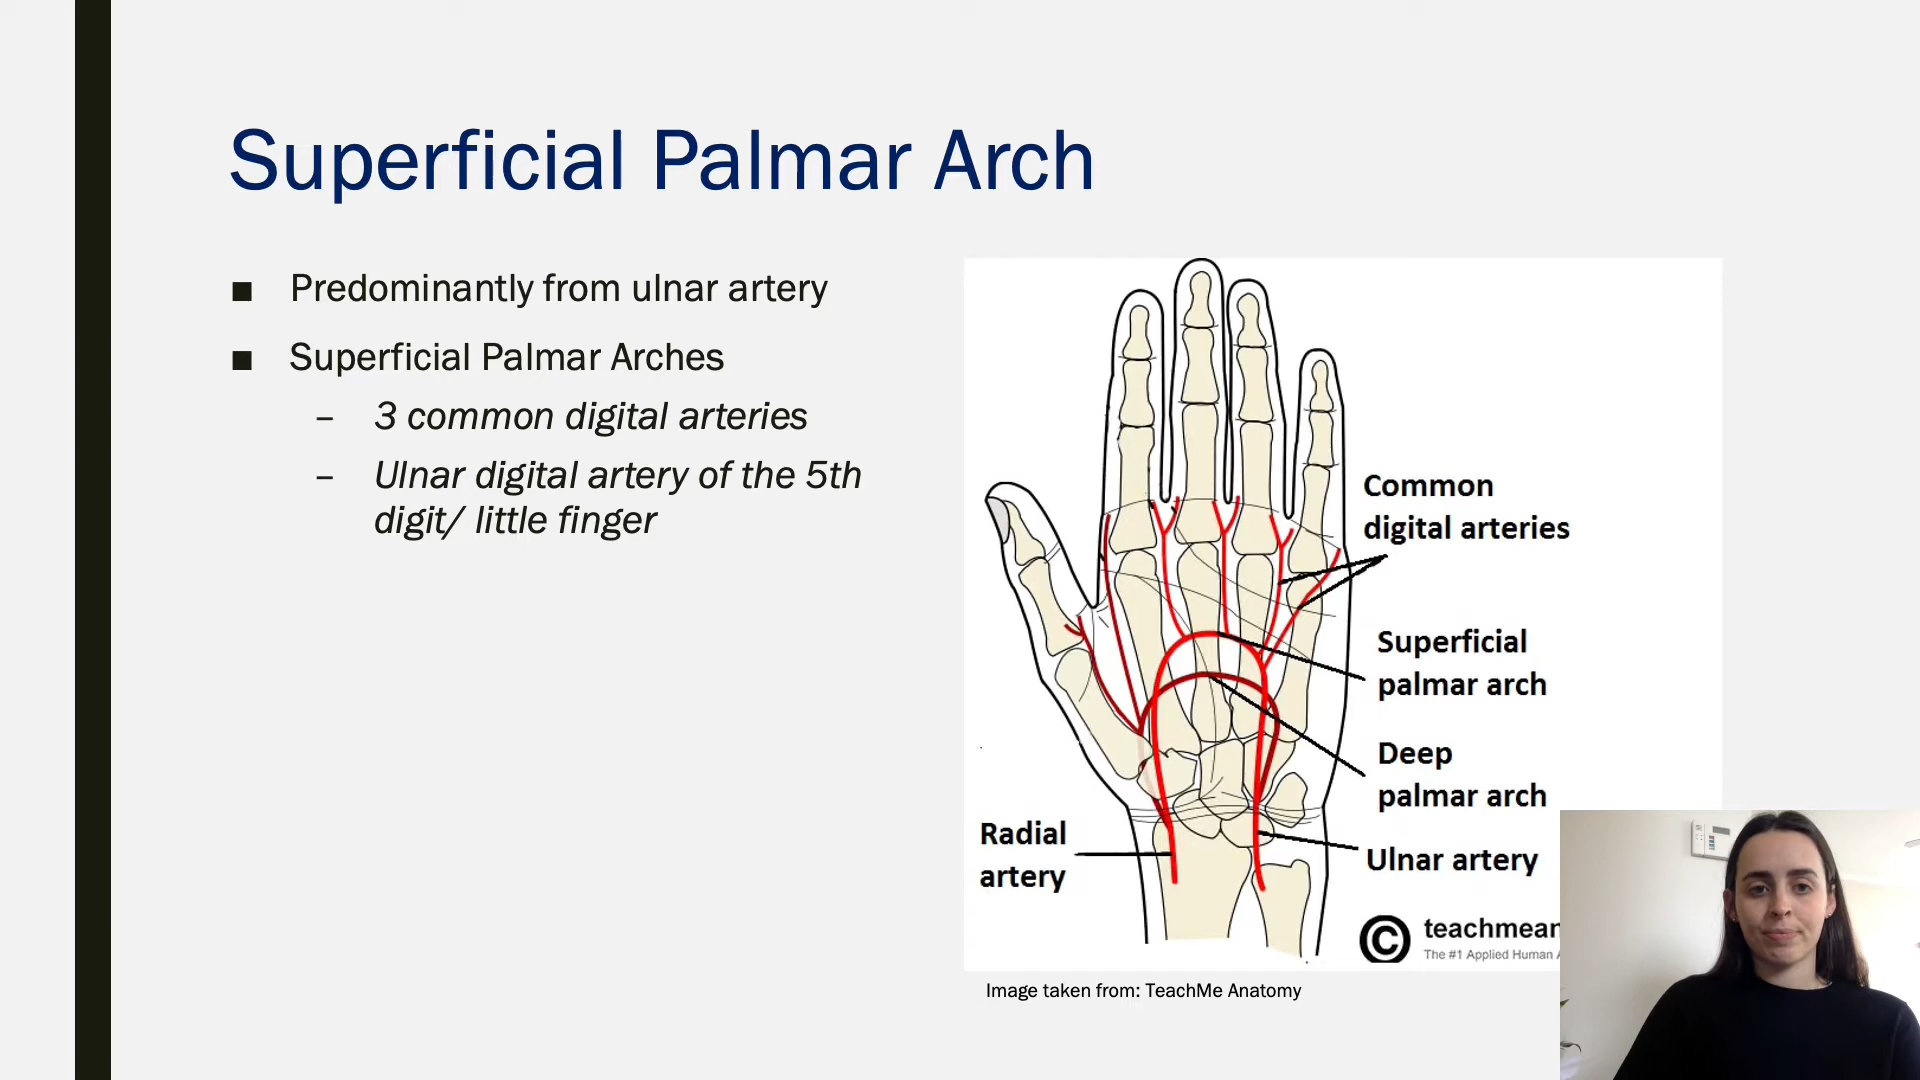 Superficial Palmar Arch
■ Predominantly from ulnar artery
■ Superficial Palmar Arches
– 3 common digital arteries
– Ulnar digital artery of the 5th
digit/ little finger
Common
digital arteries
Superficial
palmar arch
Deep
palmar arch
Radial
artery
Ulnar artery
© teachmean
The #1 Applied Human A
Image taken from: TeachMe Anatomy